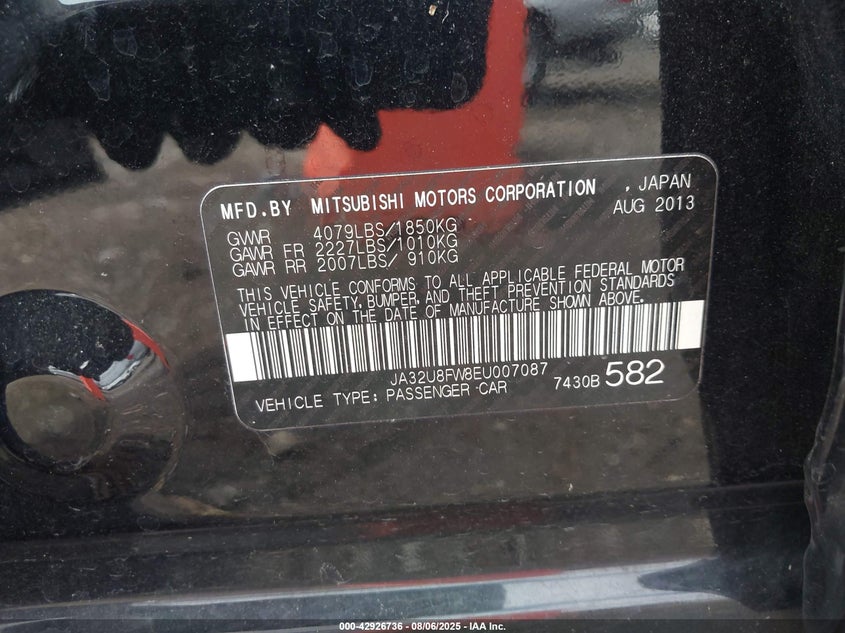 MFD.BY MITSUBISHI MOTORS CORPORATION , JAPAN
AUG 2013
GVWR 4079LBS/1850KG
GAWR FR 2227LBS/1010KG
GAWR RR 2007LBS/ 910KG
THIS VEHICLE CONFORMS TO ALL APPLICABLE FEDERAL MOTOR
VEHICLE SAFETY, BUMPER, AND THEFT PREVENTION STANDARDS
IN EFFECT ON THE DATE OF MANUFACTURE SHOWN ABOVE.
JA32U8FW8EU007087
VEHICLE TYPE: PASSENGER CAR 7430B 582
000-42926736 - 08/06/2025 - IAA Inc.